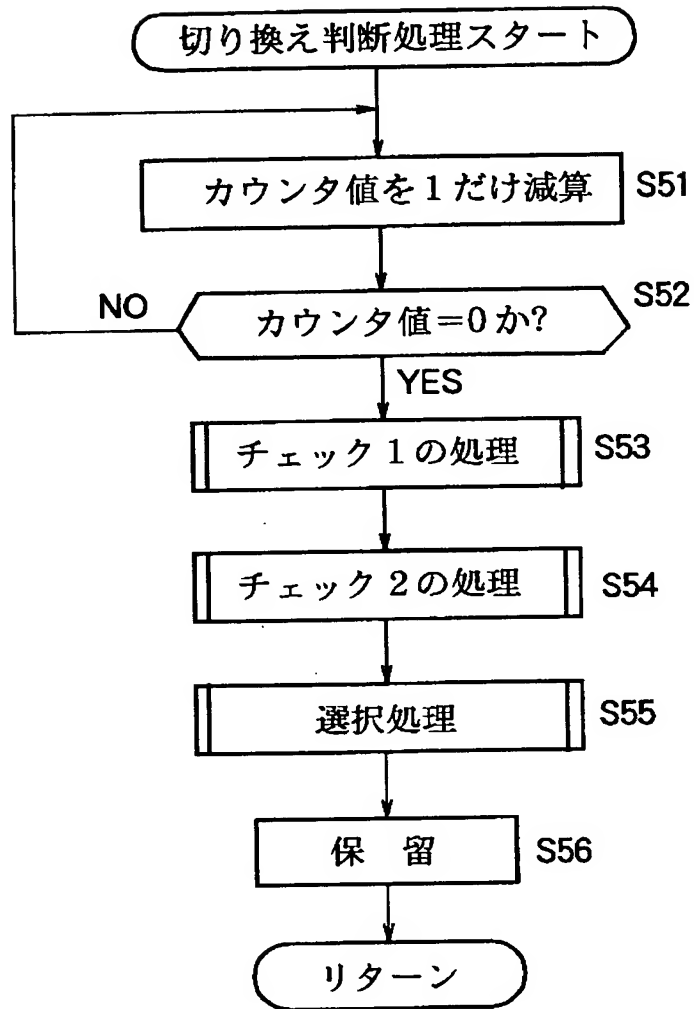 切り換え判断処理スタート
カウンタ値を1だけ減算
S51
カウンタ値=0か?
S52
NO
YES
チェック1の処理
S53
チェック2の処理
S54
選択処理
S55
保 留
S56
リターン